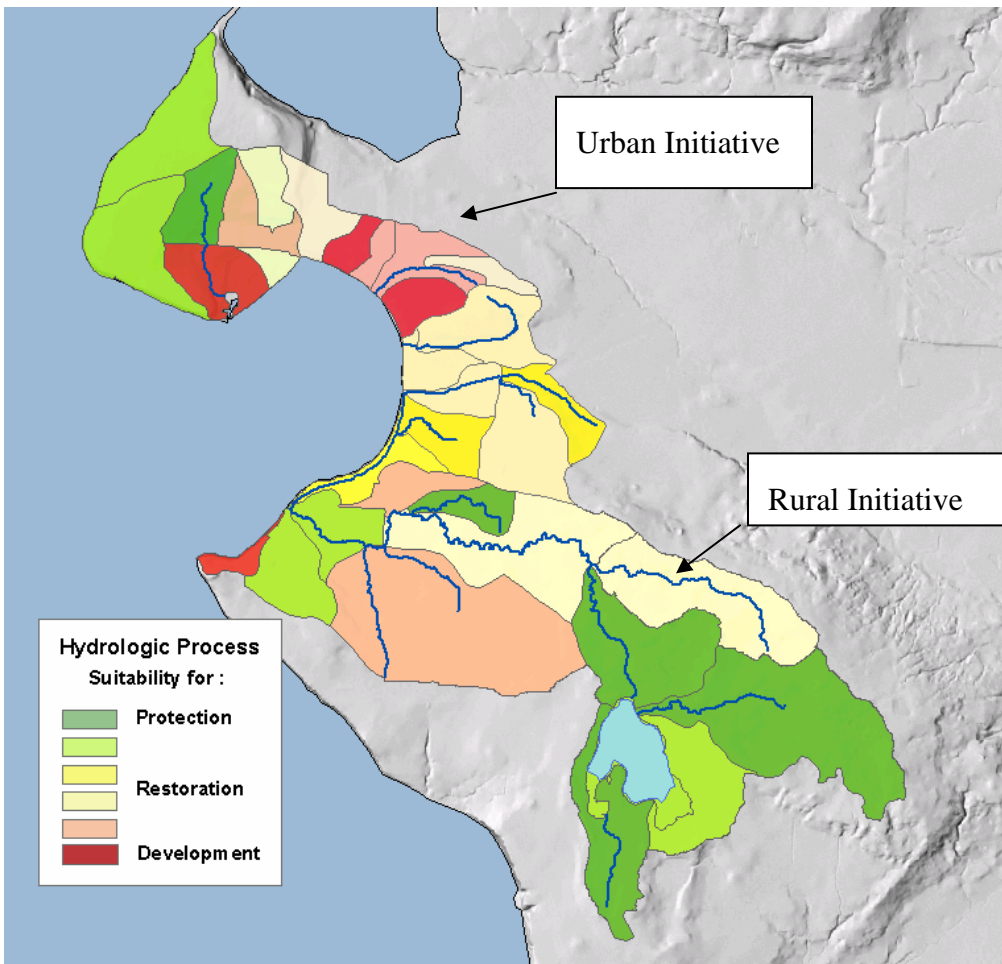 Urban Initiative
Rural Initiative
Hydrologic Process
Suitability for :
Protection
Restoration
Development